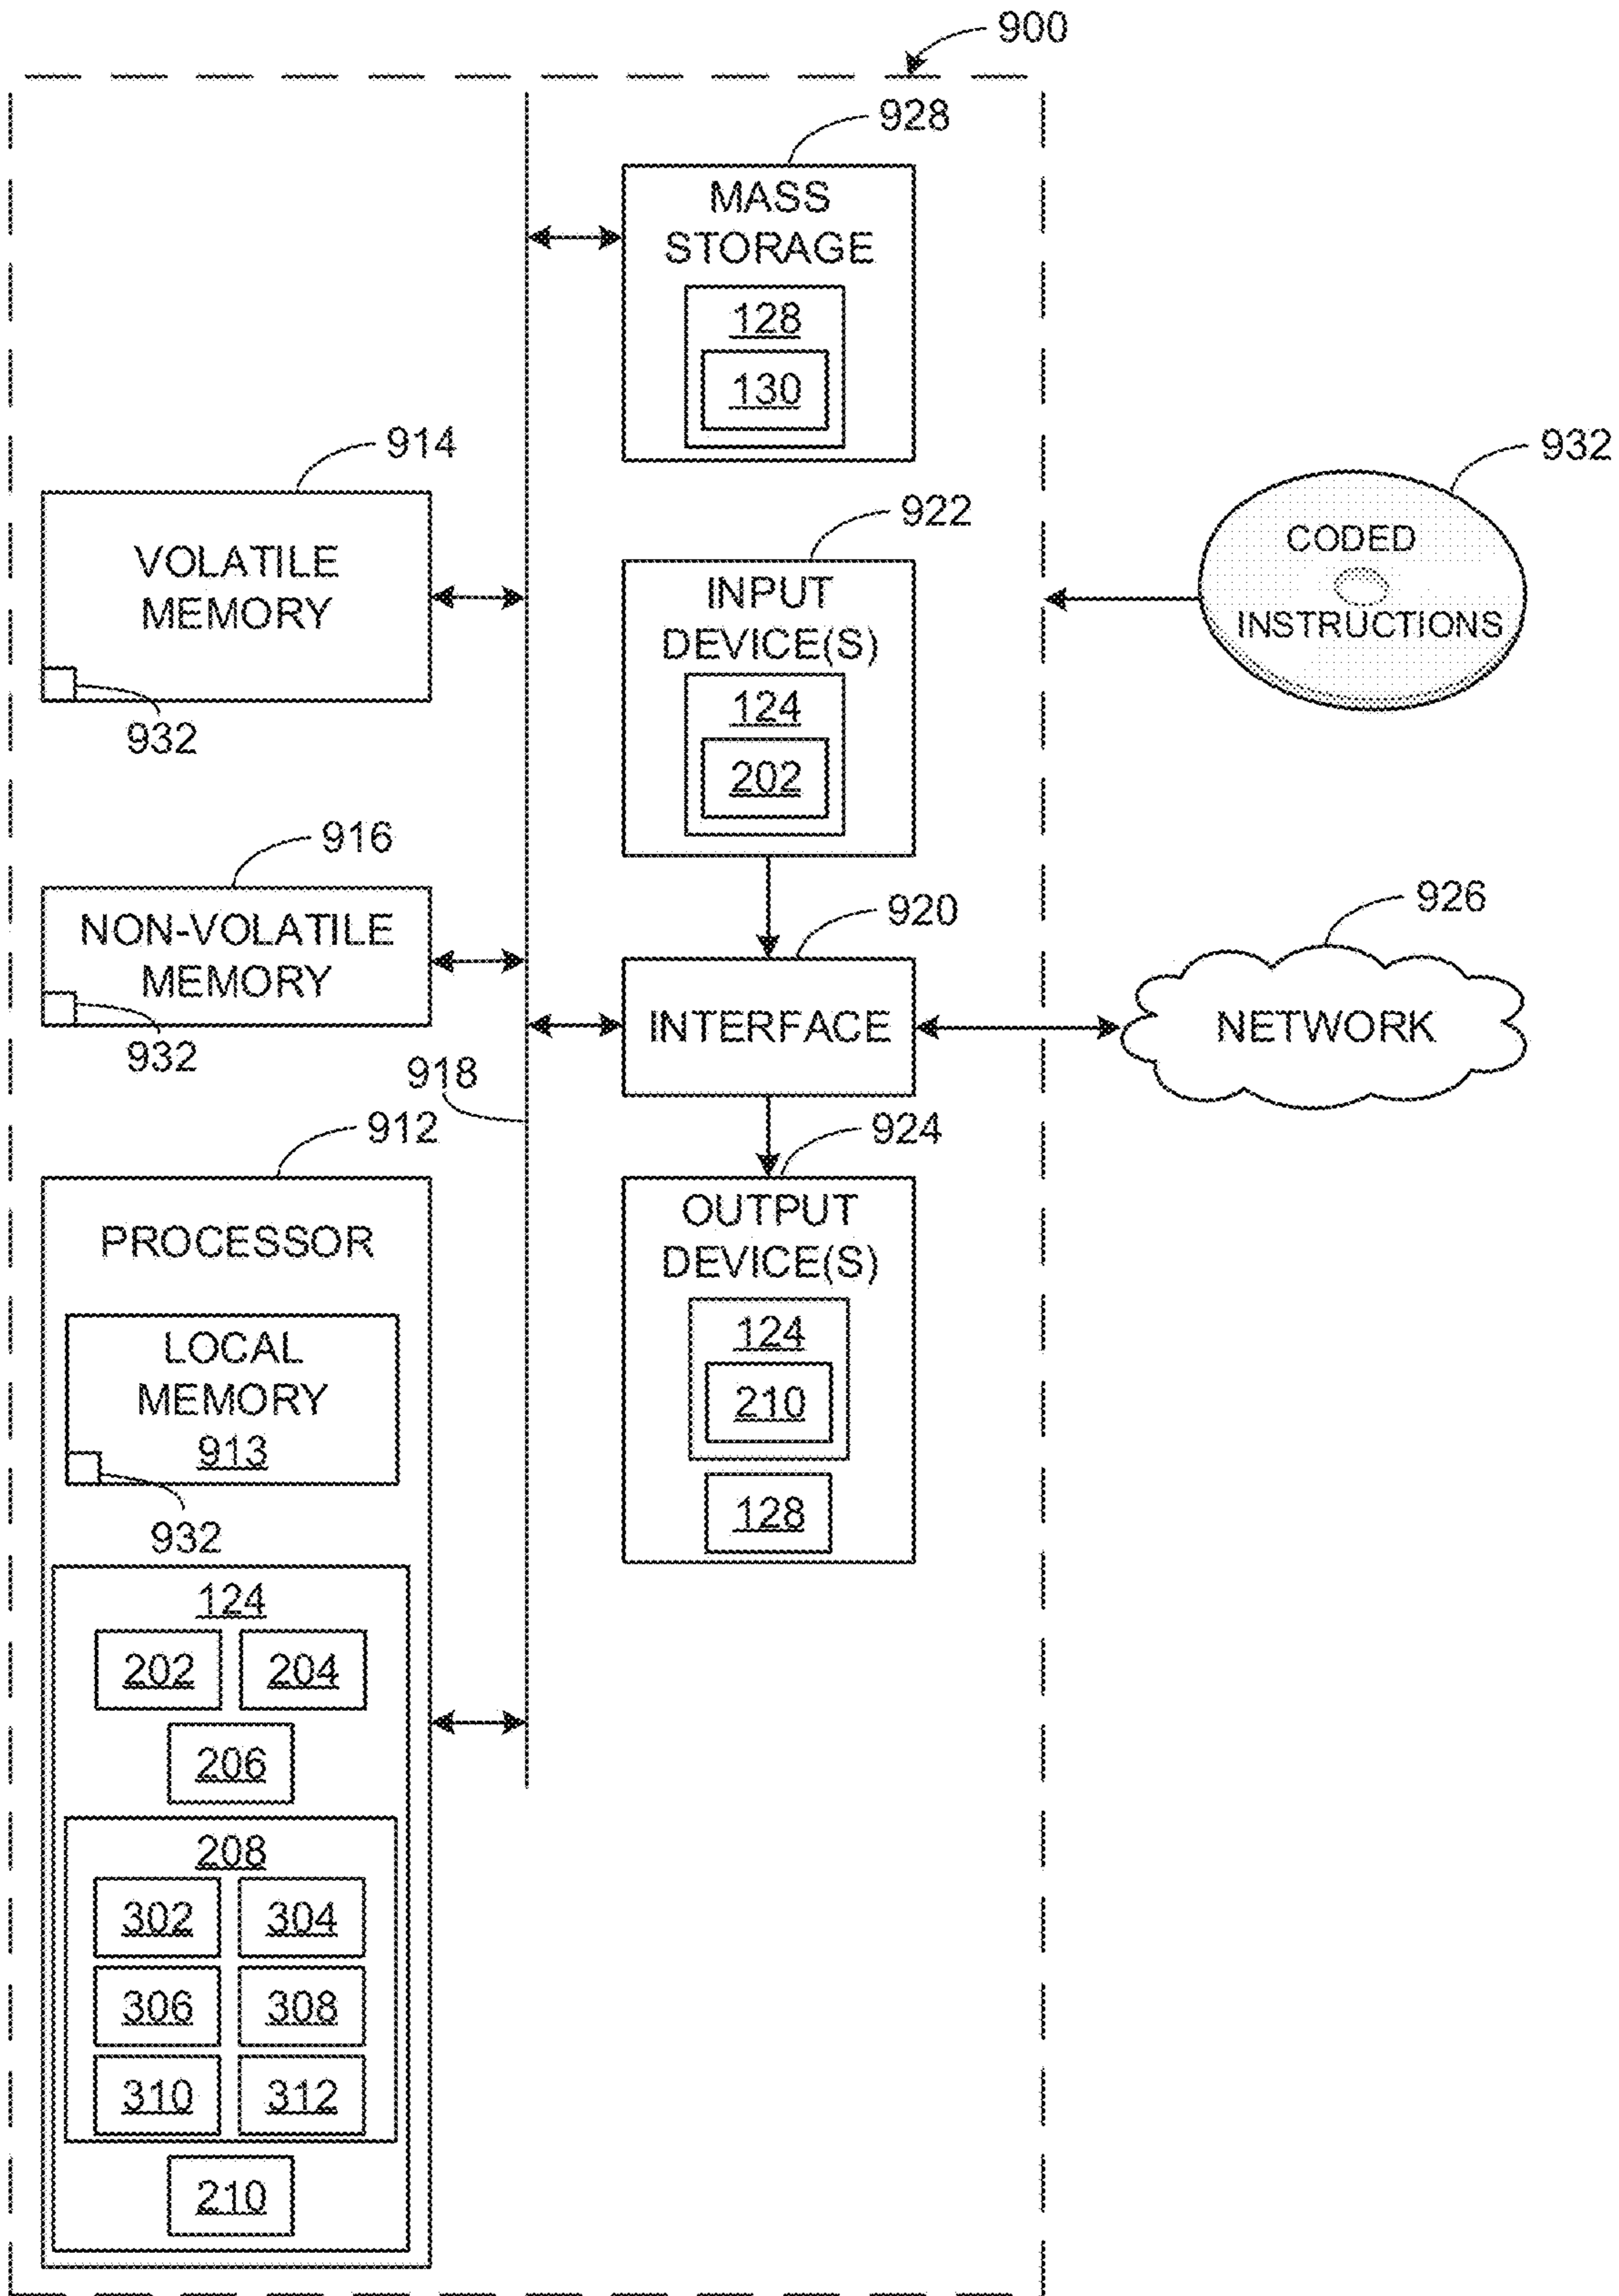 900
928
MASS
STORAGE
128
130
914
VOLATILE
MEMORY
932
922
INPUT
DEVICE(S)
124
202
932
CODED
INSTRUCTIONS
916
NON-VOLATILE
MEMORY
932
920
INTERFACE
926
NETWORK
918
912
PROCESSOR
LOCAL
MEMORY
913
932
924
OUTPUT
DEVICE(S)
124
210
128
124
202 204
206
208
302 304
306 308
310 312
210